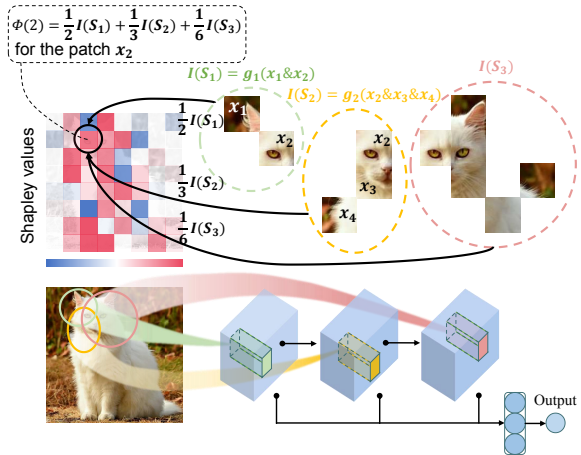 Φ(2) = 1/2 I(S₁) + 1/3 I(S₂) + 1/6 I(S₃)
for the patch x₂
I(S₁) = g₁(x₁&x₂)
I(S₂) = g₂(x₂&x₃&x₄)
I(S₃)
x₁
x₂
x₂
x₃
x₄
1/2 I(S₁)
1/3 I(S₂)
1/6 I(S₃)
Shapley values
Output